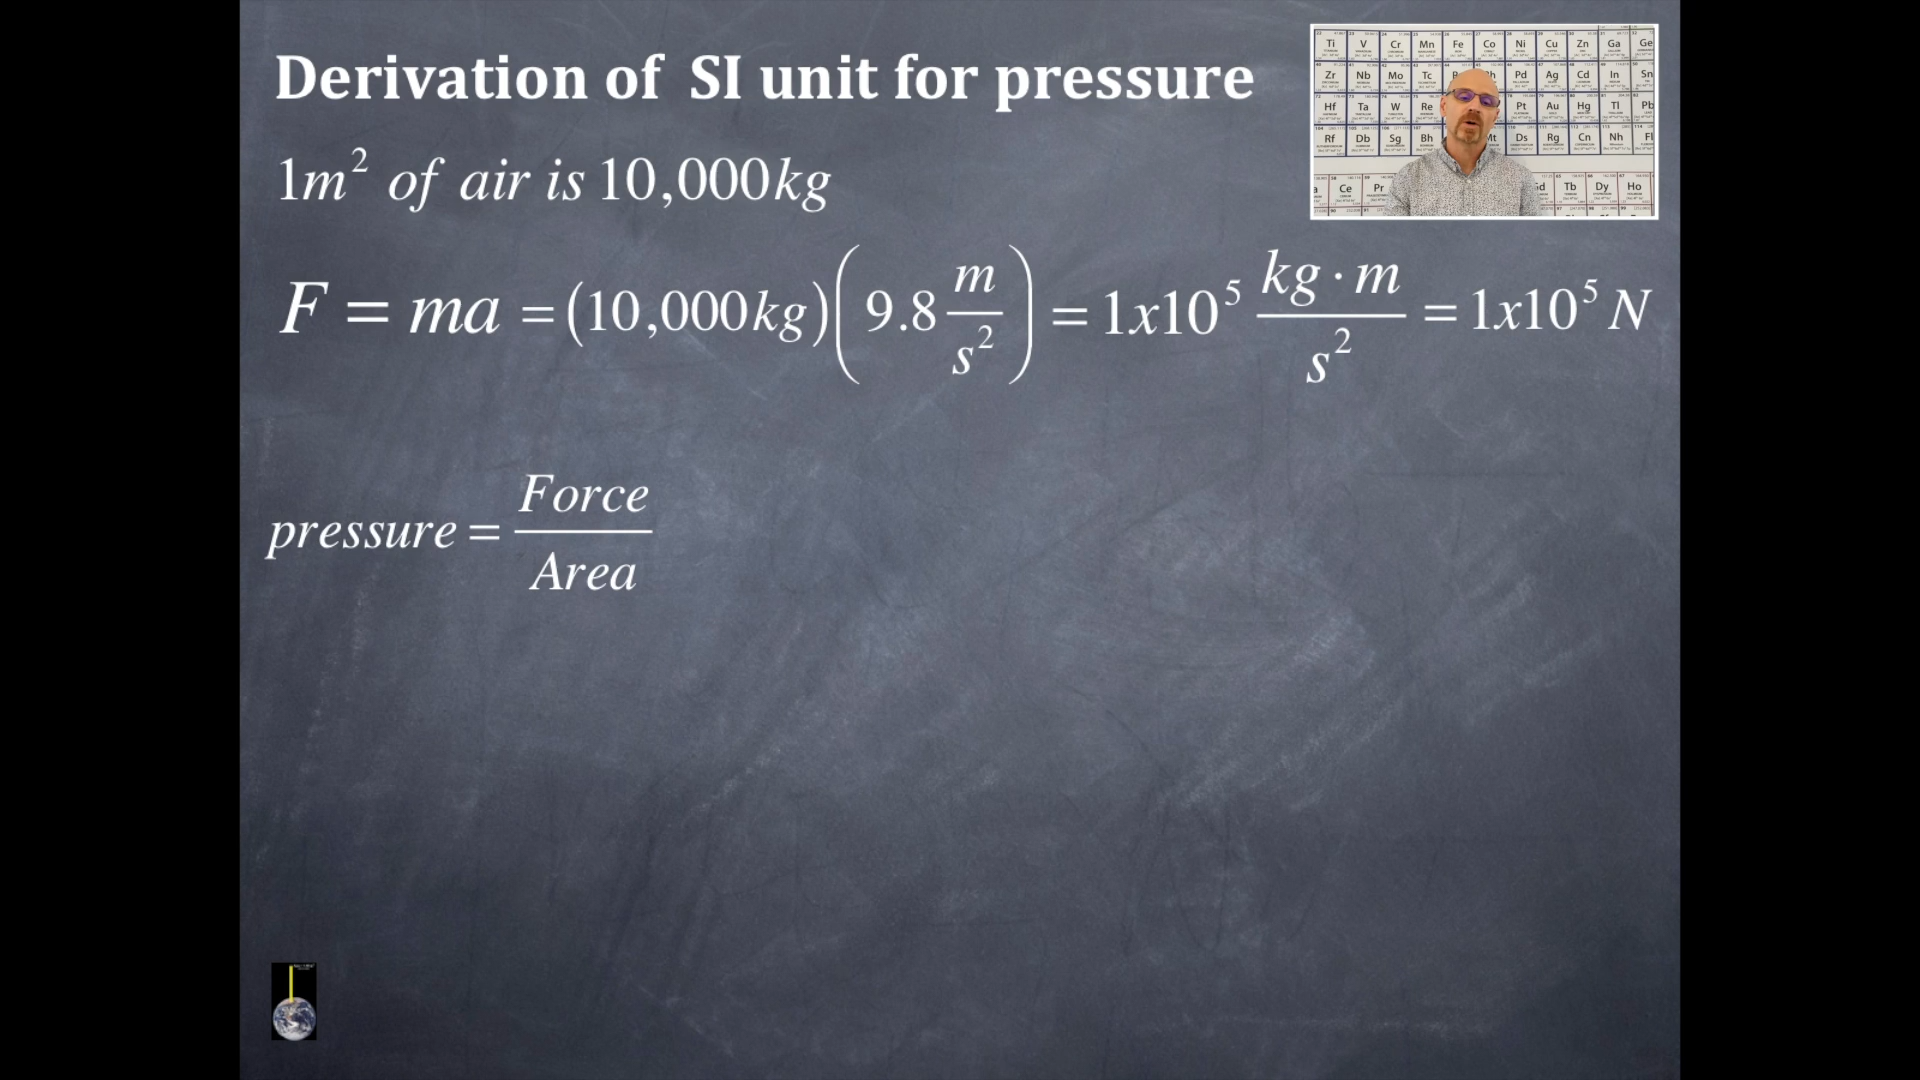 Derivation of SI unit for pressure
1m² of air is 10,000kg
F = ma = (10,000kg)(9.8 m/s²) = 1x10⁵ kg·m/s² = 1x10⁵ N
pressure = Force/Area
Ti V Cr Mn Fe Co Ni Cu Zn Ga Ge
Zr Nb Mo Tc Pd Ag Cd In Sn
Hf Ta W Re Pt Au Hg Tl Pb
Rf Db Sg Bh Mt Ds Rg Cn Nh Fl
Ce Pr Tb Dy Ho